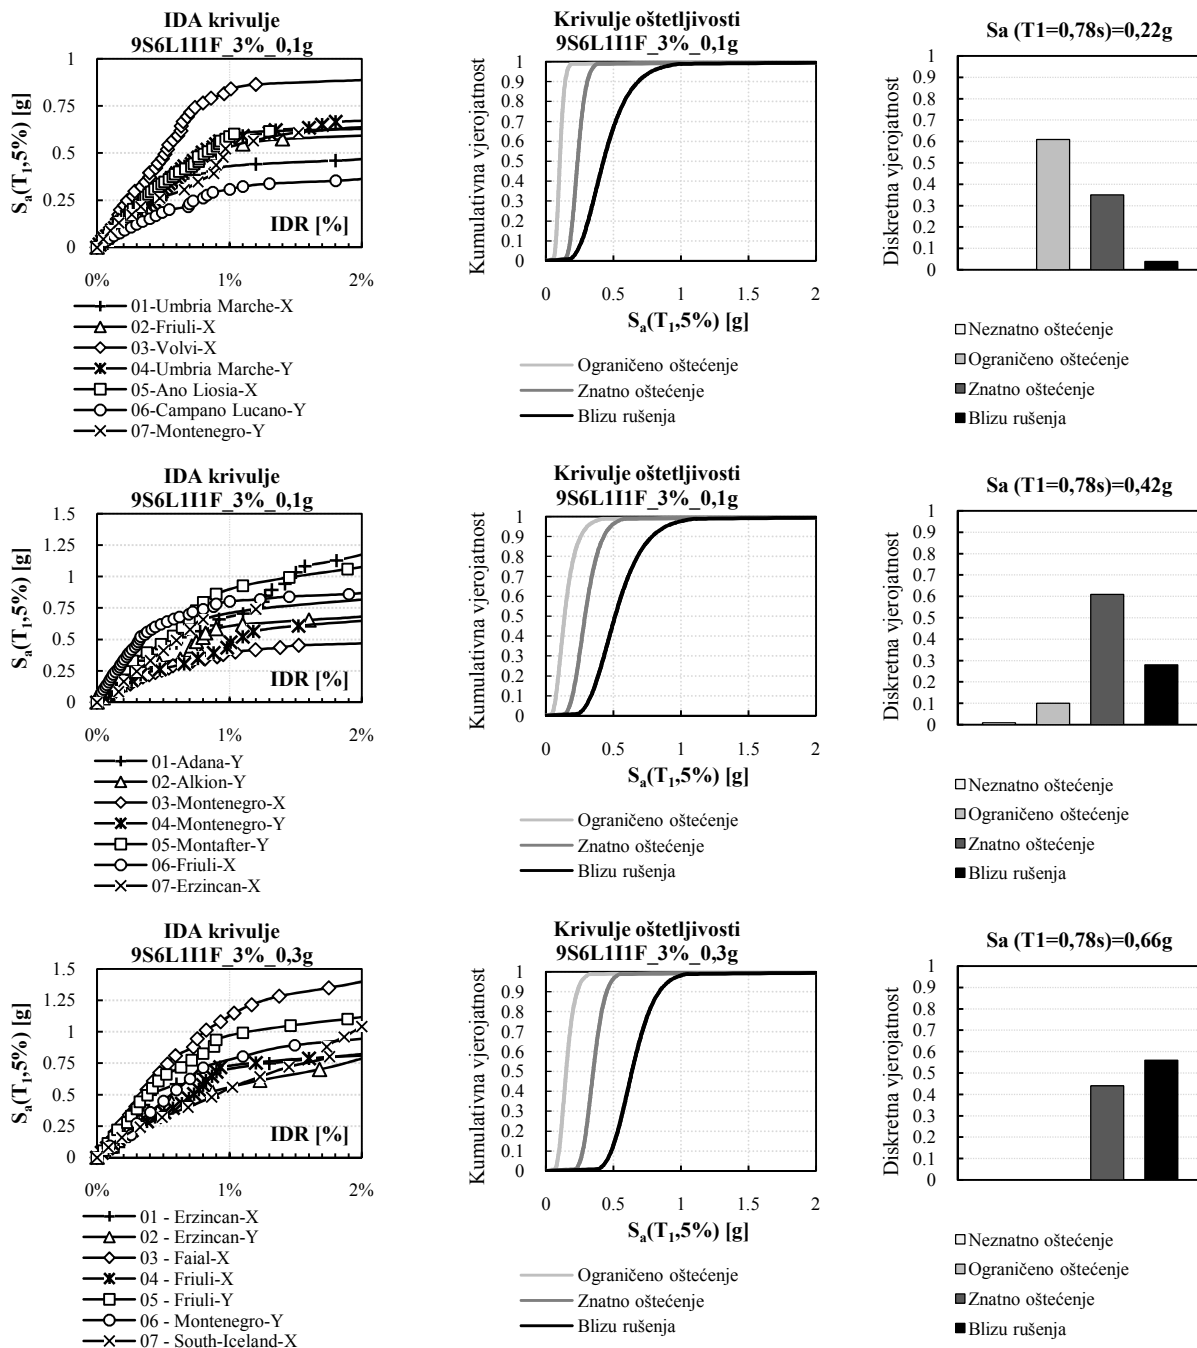 IDA krivulje
9S6L1I1F_3%_0,1g
1
0.75
0.5
0.25
0
Sa(T1,5%) [g]
IDR [%]
0%
1%
2%
01-Umbria Marche-X
02-Friuli-X
03-Volvi-X
04-Umbria Marche-Y
05-Ano Liosia-X
06-Campano Lucano-Y
07-Montenegro-Y
Krivulje oštetljivosti
9S6L1I1F_3%_0,1g
Kumulativna vjerojatnost
1
0.9
0.8
0.7
0.6
0.5
0.4
0.3
0.2
0.1
0
0
0.5
1
1.5
2
Sa(T1,5%) [g]
Ograničeno oštećenje
Znatno oštećenje
Blizu rušenja
Sa (T1=0,78s)=0,22g
Diskretna vjerojatnost
1
0.9
0.8
0.7
0.6
0.5
0.4
0.3
0.2
0.1
0
Neznatno oštećenje
Ograničeno oštećenje
Znatno oštećenje
Blizu rušenja
IDA krivulje
9S6L1I1F_3%_0,1g
1.5
1.25
1
0.75
0.5
0.25
0
Sa(T1,5%) [g]
IDR [%]
0%
1%
2%
01-Adana-Y
02-Alkion-Y
03-Montenegro-X
04-Montenegro-Y
05-Montafter-Y
06-Friuli-X
07-Erzincan-X
Krivulje oštetljivosti
9S6L1I1F_3%_0,1g
Kumulativna vjerojatnost
1
0.9
0.8
0.7
0.6
0.5
0.4
0.3
0.2
0.1
0
0
0.5
1
1.5
2
Sa(T1,5%) [g]
Ograničeno oštećenje
Znatno oštećenje
Blizu rušenja
Sa (T1=0,78s)=0,42g
Diskretna vjerojatnost
1
0.9
0.8
0.7
0.6
0.5
0.4
0.3
0.2
0.1
0
Neznatno oštećenje
Ograničeno oštećenje
Znatno oštećenje
Blizu rušenja
IDA krivulje
9S6L1I1F_3%_0,3g
1.5
1.25
1
0.75
0.5
0.25
0
Sa(T1,5%) [g]
IDR [%]
0%
1%
2%
01 - Erzincan-X
02 - Erzincan-Y
03 - Faial-X
04 - Friuli-X
05 - Friuli-Y
06 - Montenegro-Y
07 - South-Iceland-X
Krivulje oštetljivosti
9S6L1I1F_3%_0,3g
Kumulativna vjerojatnost
1
0.9
0.8
0.7
0.6
0.5
0.4
0.3
0.2
0.1
0
0
0.5
1
1.5
2
Sa(T1,5%) [g]
Ograničeno oštećenje
Znatno oštećenje
Blizu rušenja
Sa (T1=0,78s)=0,66g
Diskretna vjerojatnost
1
0.9
0.8
0.7
0.6
0.5
0.4
0.3
0.2
0.1
0
Neznatno oštećenje
Ograničeno oštećenje
Znatno oštećenje
Blizu rušenja